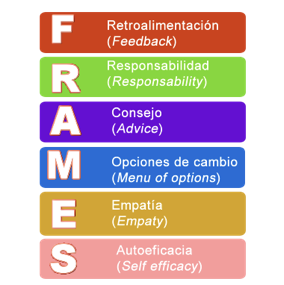 F
Retroalimentación
(Feedback)
R
Responsabilidad
(Responsability)
A
Consejo
(Advice)
M
Opciones de cambio
(Menu of options)
E
Empatía
(Empaty)
S
Autoeficacia
(Self efficacy)